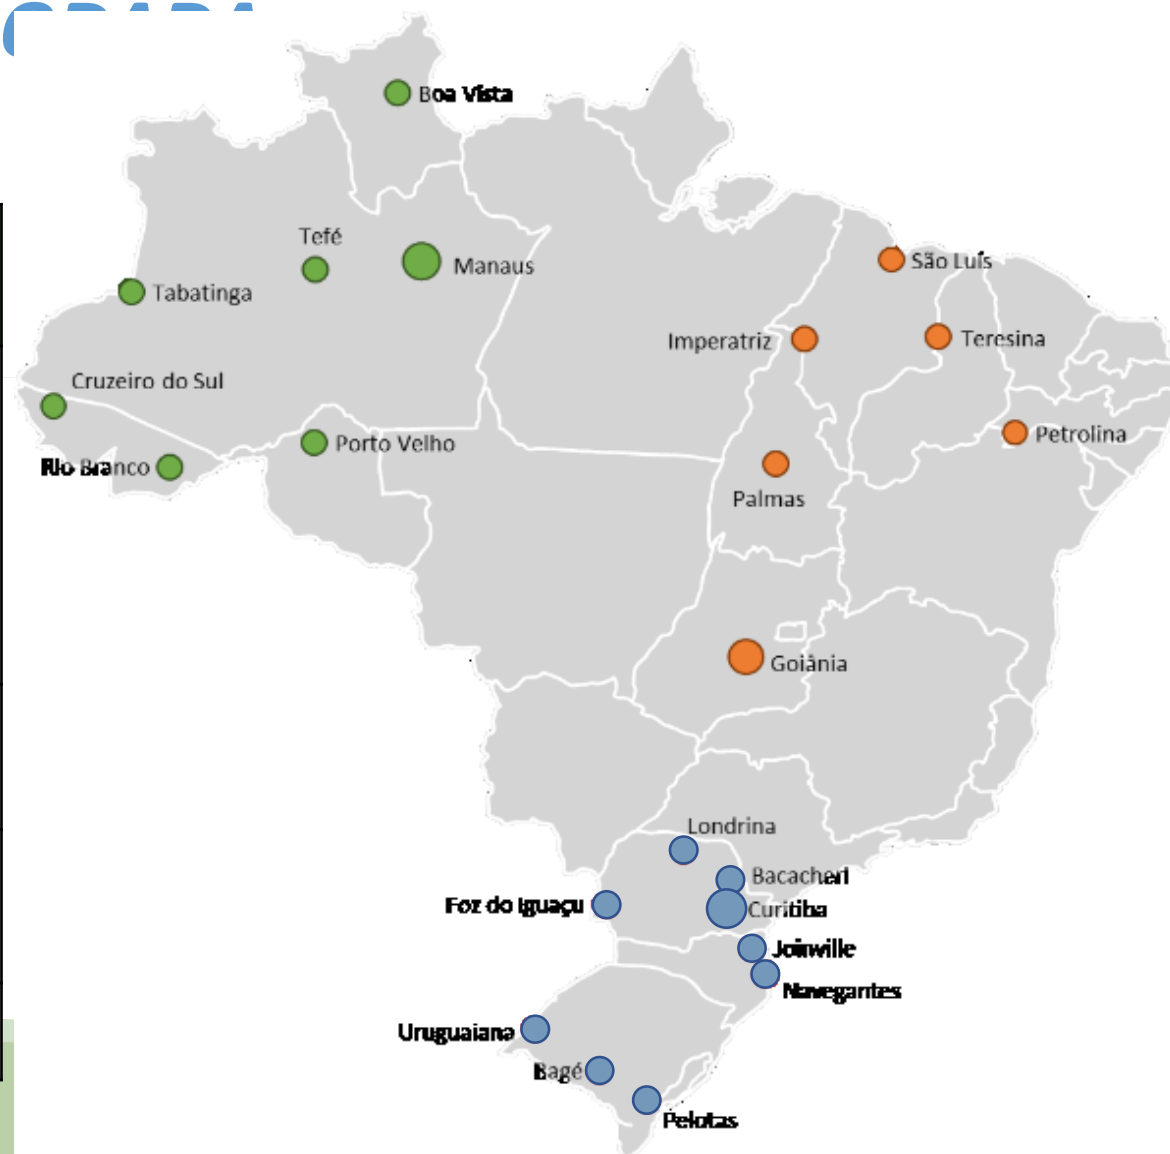 Boa Vista
Tefé
Manaus
Tabatinga
São Luís
Imperatriz
Teresina
Cruzeiro do Sul
Porto Velho
Petrolina
Rio Branco
Palmas
Goiânia
Londrina
Bacacheri
Foz do Iguaçu
Curitiba
Joinville
Navegantes
Uruguaiana
Bagé
Pelotas